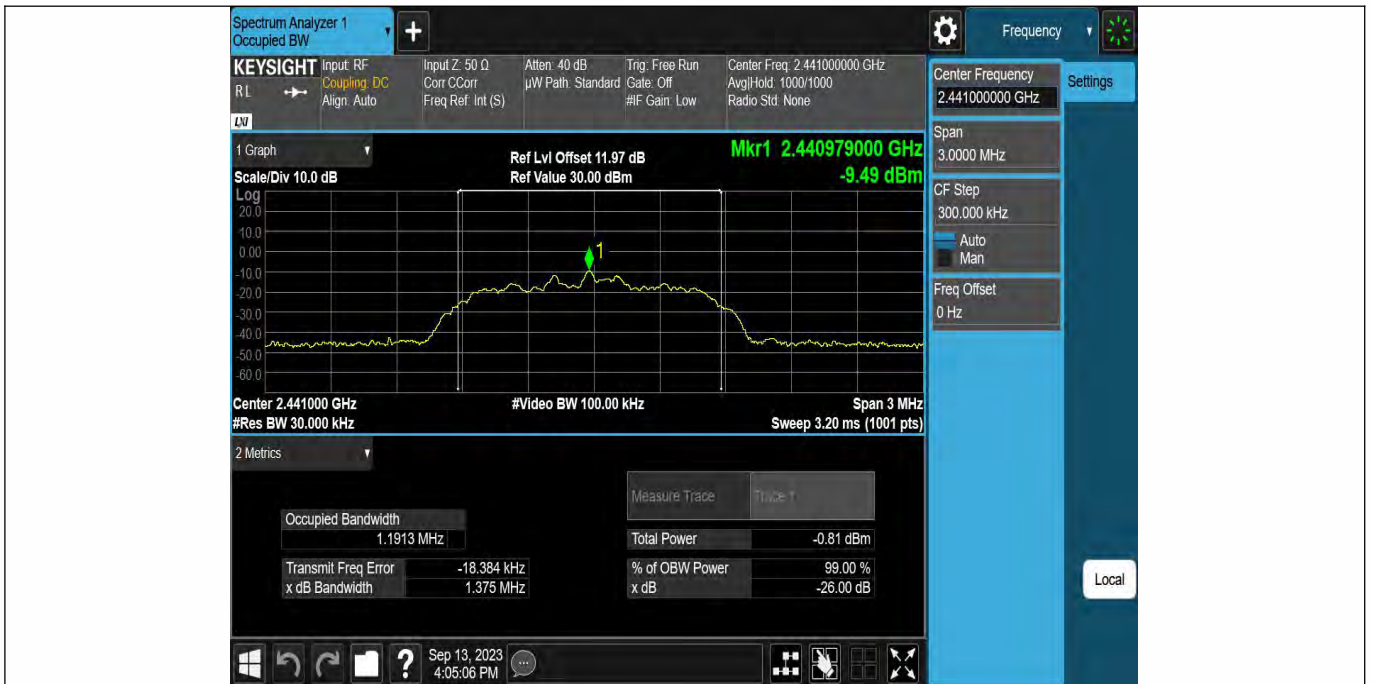 Spectrum Analyzer 1
Occupied BW
+
Frequency
KEYSIGHT
RL
LXI
Input: RF
Coupling: DC
Align: Auto
Input Z: 50 Ω
Corr CCorr
Freq Ref: Int (S)
Atten: 40 dB
µW Path: Standard
Trig: Free Run
Gate: Off
#IF Gain: Low
Center Freq: 2.441000000 GHz
Avg|Hold: 1000/1000
Radio Std: None
Center Frequency
2.441000000 GHz
Settings
Span
3.0000 MHz
CF Step
300.000 kHz
Auto
Man
Freq Offset
0 Hz
Local
1 Graph
Scale/Div 10.0 dB
Ref Lvl Offset 11.97 dB
Ref Value 30.00 dBm
Mkr1 2.440979000 GHz
-9.49 dBm
Log
20.0
10.0
0.00
-10.0
-20.0
-30.0
-40.0
-50.0
-60.0
1
Center 2.441000 GHz
#Video BW 100.00 kHz
Span 3 MHz
#Res BW 30.000 kHz
Sweep 3.20 ms (1001 pts)
2 Metrics
Measure Trace
Trace 1
Occupied Bandwidth
1.1913 MHz
Total Power
-0.81 dBm
Transmit Freq Error
-18.384 kHz
% of OBW Power
99.00 %
x dB Bandwidth
1.375 MHz
x dB
-26.00 dB
?
Sep 13, 2023
4:05:06 PM